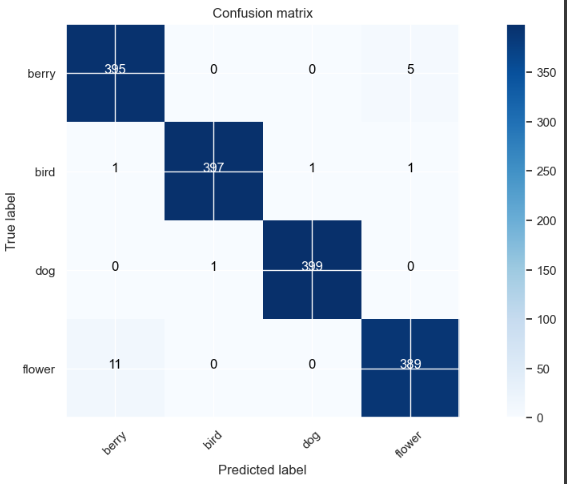 Confusion matrix
berry 395 0 0 5
bird 1 397 1 1
dog 0 1 399 0
flower 11 0 0 389
berry bird dog flower
Predicted label
True label
350
300
250
200
150
100
50
0